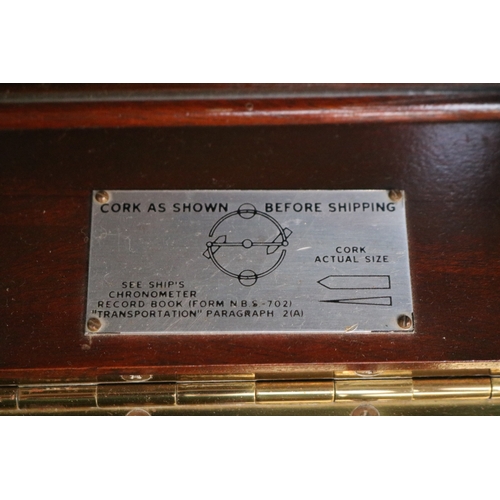 CORK AS SHOWN BEFORE SHIPPING
CORK
ACTUAL SIZE
SEE SHIP'S
CHRONOMETER
RECORD BOOK (FORM N.B.S.-702)
"TRANSPORTATION" PARAGRAPH 2(A)